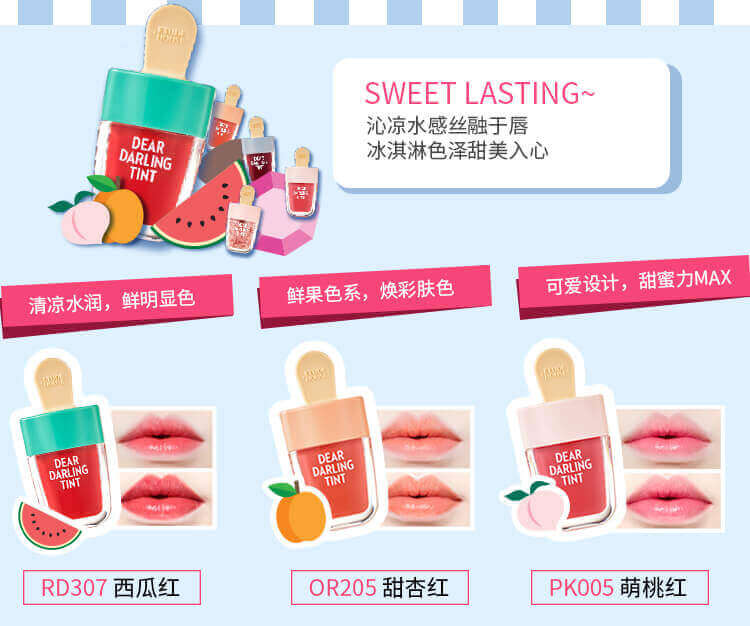 ETUDE HOUSE
DEAR
DARLING
TINT
SWEET LASTING~
沁凉水感丝融于唇
冰淇淋色泽甜美入心
清凉水润，鲜明显色
鲜果色系，焕彩肤色
可爱设计，甜蜜力MAX
DEAR
DARLING
TINT
DEAR
DARLING
TINT
DEAR
DARLING
TINT
RD307 西瓜红
OR205 甜杏红
PK005 萌桃红